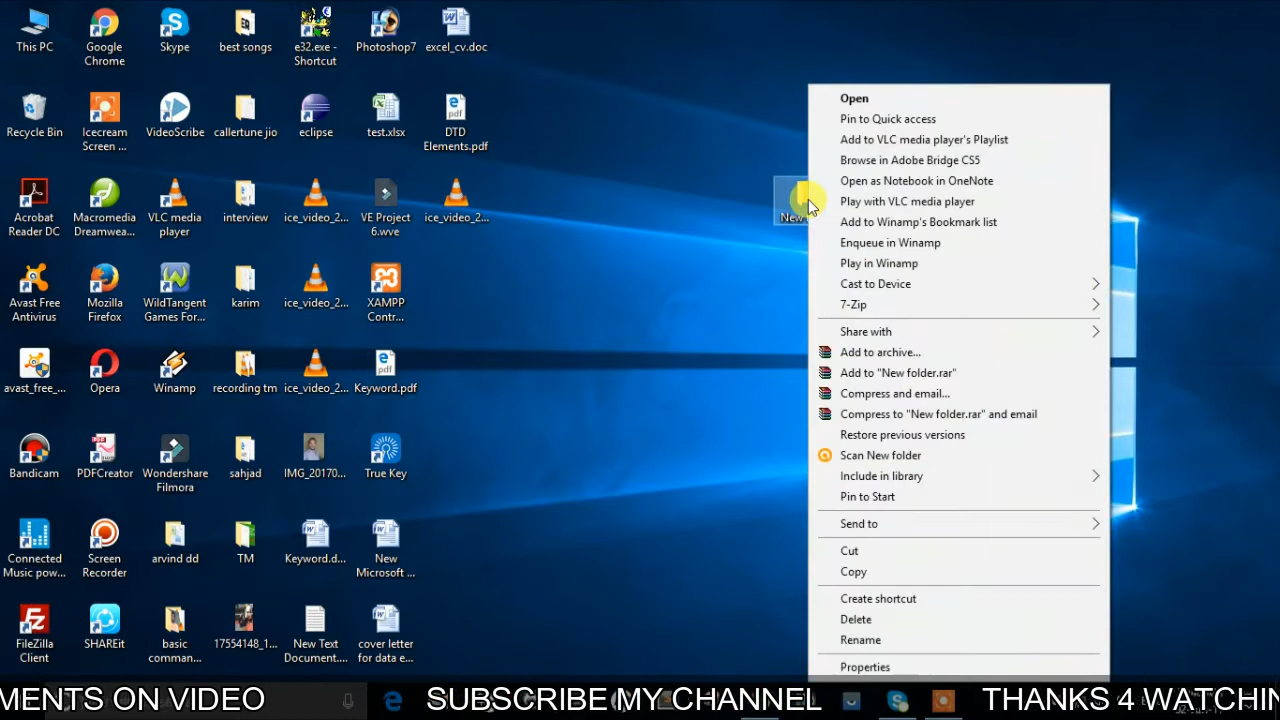 This PC
Google
Chrome
Skype
best songs
e32.exe -
Shortcut
Photoshop7
excel_cv.doc
Recycle Bin
Icecream
Screen ...
VideoScribe
callertune jio
eclipse
test.xlsx
DTD
Elements.pdf
Acrobat
Reader DC
Macromedia
Dreamwea...
VLC media
player
interview
ice_video_2...
VE Project
6.wve
ice_video_2...
Avast Free
Antivirus
Mozilla
Firefox
WildTangent
Games For...
karim
ice_video_2...
XAMPP
Contr...
avast_free_...
Opera
Winamp
recording tm
ice_video_2...
Keyword.pdf
Bandicam
PDFCreator
Wondershare
Filmora
sahjad
IMG_20170...
True Key
Connected
Music pow...
Screen
Recorder
arvind dd
TM
Keyword.d...
New
Microsoft ...
FileZilla
Client
SHAREit
basic
comman...
17554148_1...
New Text
Document....
cover letter
for data e...
New
Open
Pin to Quick access
Add to VLC media player's Playlist
Browse in Adobe Bridge CS5
Open as Notebook in OneNote
Play with VLC media player
Add to Winamp's Bookmark list
Enqueue in Winamp
Play in Winamp
Cast to Device
7-Zip
Share with
Add to archive...
Add to "New folder.rar"
Compress and email...
Compress to "New folder.rar" and email
Restore previous versions
Scan New folder
Include in library
Pin to Start
Send to
Cut
Copy
Create shortcut
Delete
Rename
Properties
MENTS ON VIDEO SUBSCRIBE MY CHANNEL THANKS 4 WATCHIN